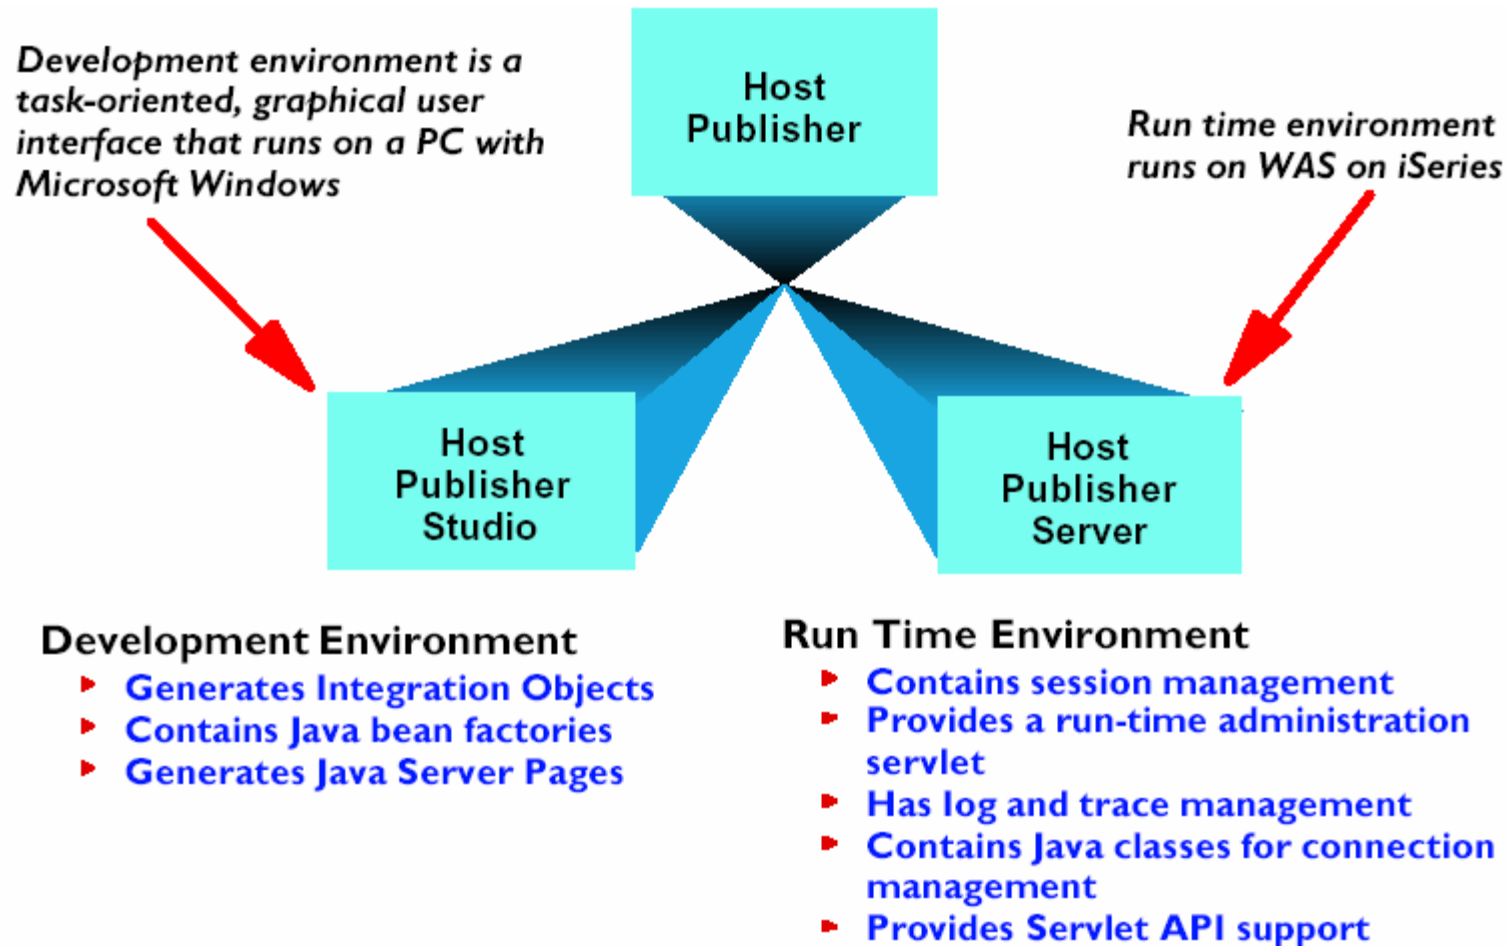 Development environment is a
task-oriented, graphical user
interface that runs on a PC with
Microsoft Windows
Host
Publisher
Run time environment
runs on WAS on iSeries
Host
Publisher
Studio
Host
Publisher
Server
Development Environment
Generates Integration Objects
Contains Java bean factories
Generates Java Server Pages
Run Time Environment
Contains session management
Provides a run-time administration
servlet
Has log and trace management
Contains Java classes for connection
management
Provides Servlet API support